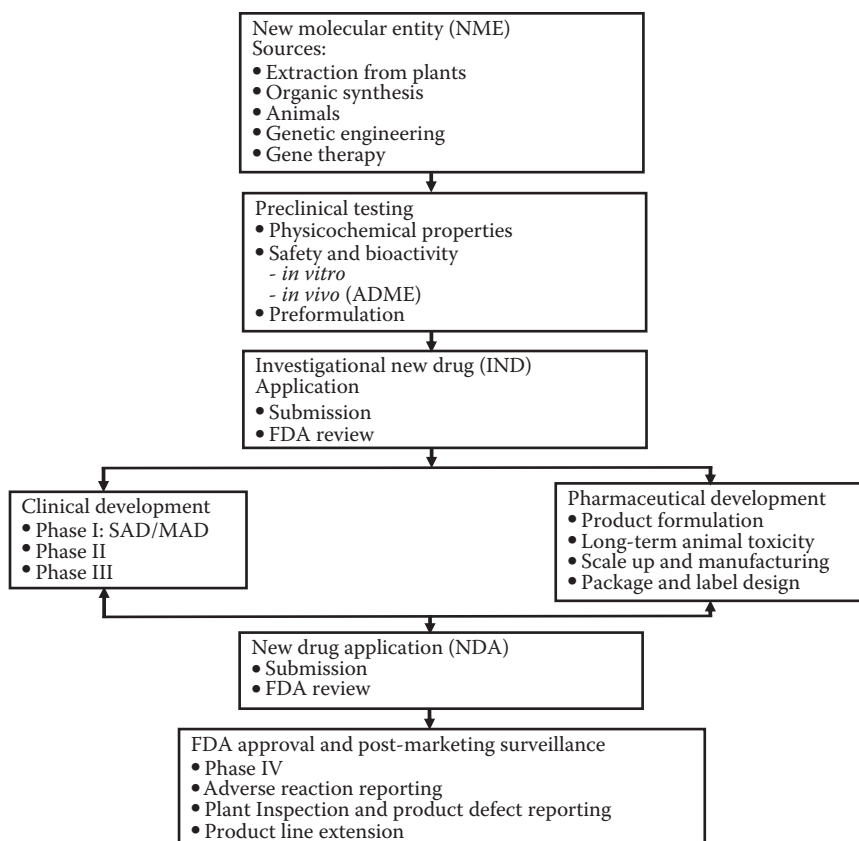 New molecular entity (NME)
Sources:
• Extraction from plants
• Organic synthesis
• Animals
• Genetic engineering
• Gene therapy
Preclinical testing
• Physicochemical properties
• Safety and bioactivity
- in vitro
- in vivo (ADME)
• Preformulation
Investigational new drug (IND)
Application
• Submission
• FDA review
Clinical development
• Phase I: SAD/MAD
• Phase II
• Phase III
Pharmaceutical development
• Product formulation
• Long-term animal toxicity
• Scale up and manufacturing
• Package and label design
New drug application (NDA)
• Submission
• FDA review
FDA approval and post-marketing surveillance
• Phase IV
• Adverse reaction reporting
• Plant Inspection and product defect reporting
• Product line extension